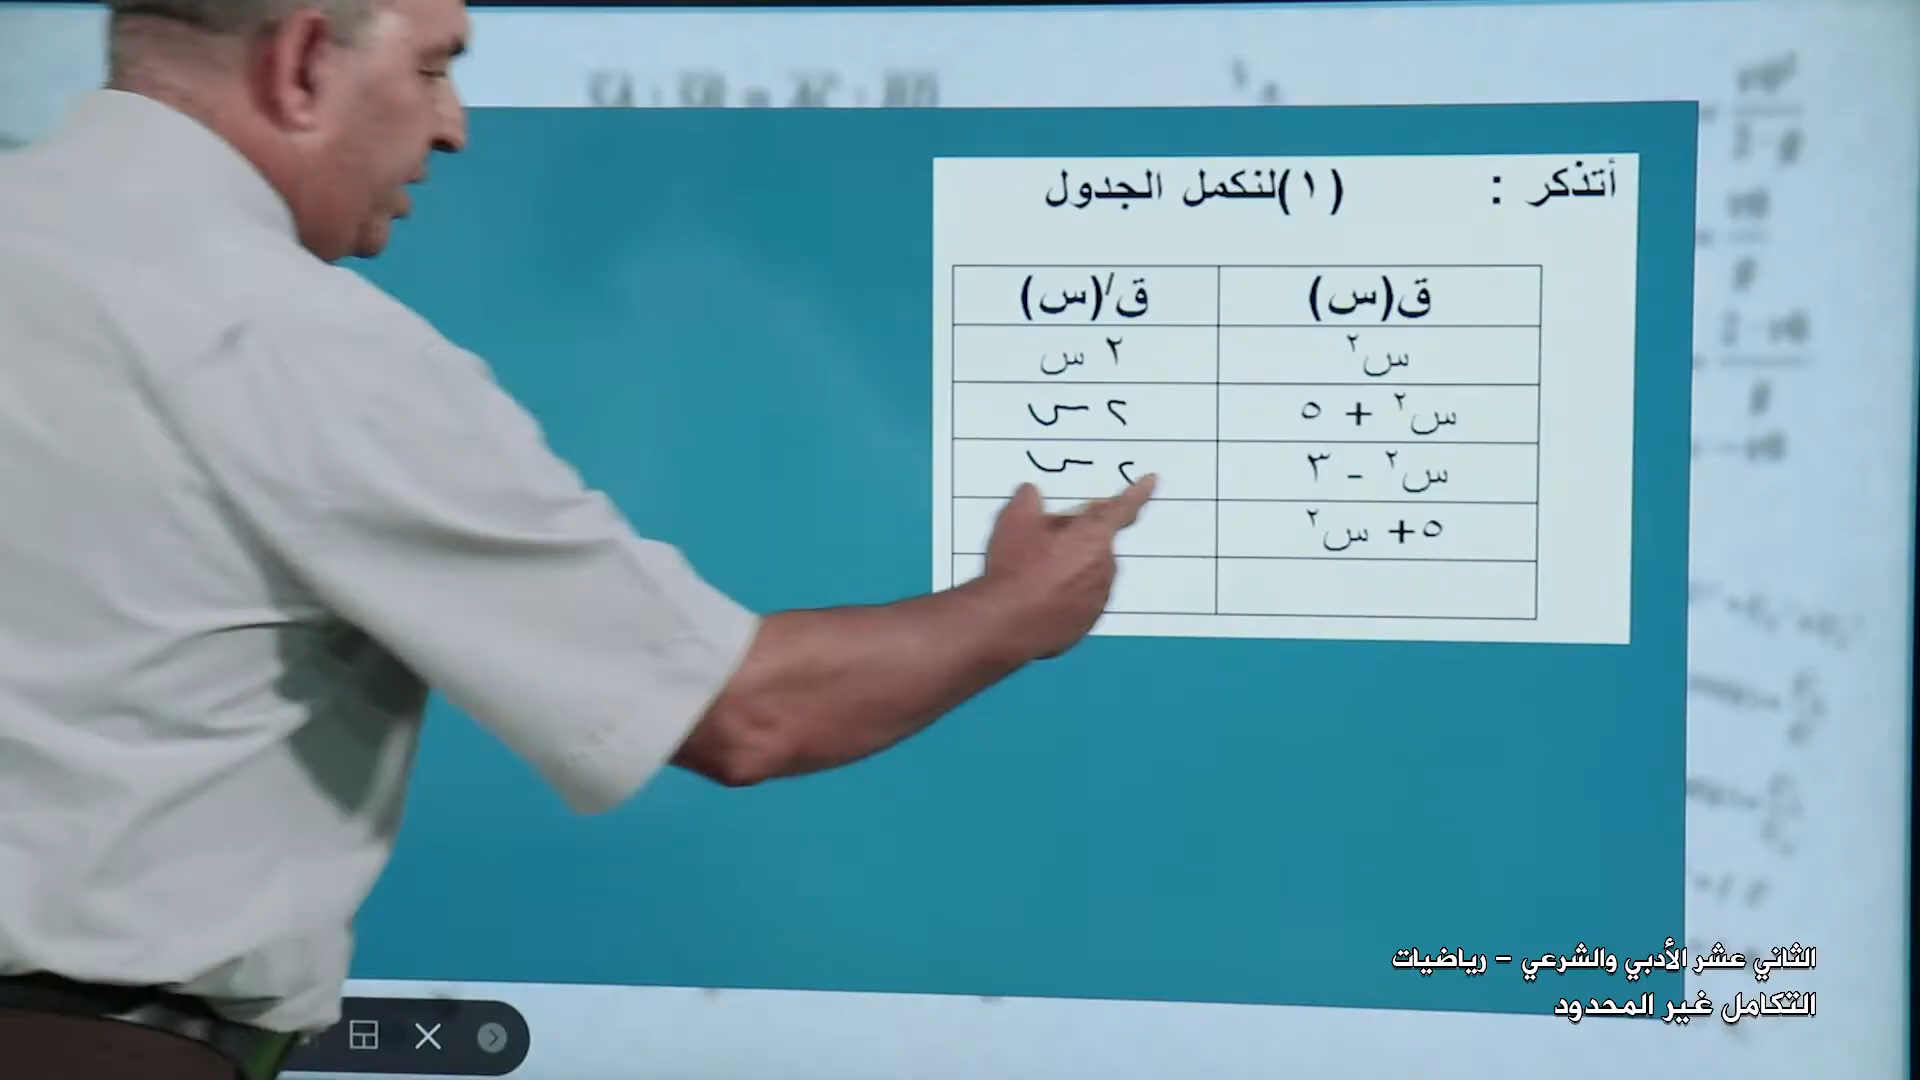 أتذكر : (١)لنكمل الجدول
ق(س) ق/(س)
س٢ ٢ س
س٢ + ٥ ٢ س
س٢ - ٣ ٢ س
٥+ س٢
الثاني عشر الأدبي والشرعي – رياضيات
التكامل غير المحدود